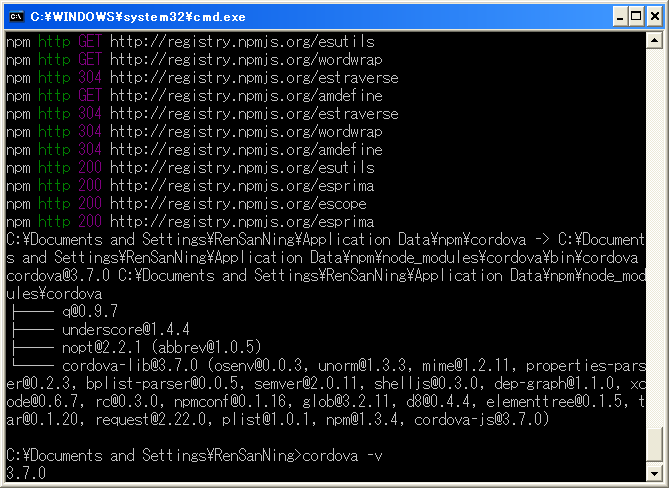 C:¥WINDOWS¥system32¥cmd.exe
npm http GET http://registry.npmjs.org/esutils
npm http GET http://registry.npmjs.org/wordwrap
npm http 304 http://registry.npmjs.org/estraverse
npm http GET http://registry.npmjs.org/amdefine
npm http 304 http://registry.npmjs.org/estraverse
npm http 304 http://registry.npmjs.org/wordwrap
npm http 304 http://registry.npmjs.org/amdefine
npm http 200 http://registry.npmjs.org/esutils
npm http 200 http://registry.npmjs.org/esprima
npm http 200 http://registry.npmjs.org/escope
npm http 200 http://registry.npmjs.org/esprima
C:¥Documents and Settings¥RenSanNing¥Application Data¥npm¥cordova -> C:¥Document
s and Settings¥RenSanNing¥Application Data¥npm¥node_modules¥cordova¥bin¥cordova
cordova@3.7.0 C:¥Documents and Settings¥RenSanNing¥Application Data¥npm¥node_mod
ules¥cordova
├── q@0.9.7
├── underscore@1.4.4
├── nopt@2.2.1 (abbrev@1.0.5)
└── cordova-lib@3.7.0 (osenv@0.0.3, unorm@1.3.3, mime@1.2.11, properties-pars
er@0.2.3, bplist-parser@0.0.5, semver@2.0.11, shelljs@0.3.0, dep-graph@1.1.0, xc
ode@0.6.7, rc@0.3.0, npmconf@0.1.16, glob@3.2.11, d8@0.4.4, elementtree@0.1.5, t
ar@0.1.20, request@2.22.0, plist@1.0.1, npm@1.3.4, cordova-js@3.7.0)
C:¥Documents and Settings¥RenSanNing>cordova -v
3.7.0